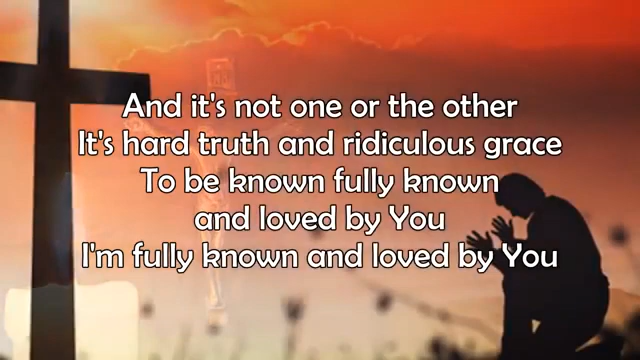 And it's not one or the other
It's hard truth and ridiculous grace
To be known fully known
and loved by You
I'm fully known and loved by You